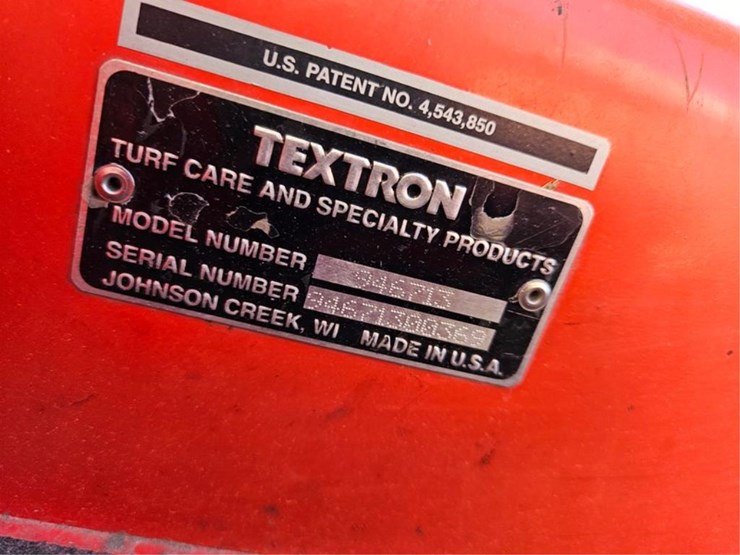 U.S. PATENT NO. 4,543,850
TEXTRON
TURF CARE AND SPECIALTY PRODUCTS
MODEL NUMBER 946713
SERIAL NUMBER 94671300369
JOHNSON CREEK, WI MADE IN U.S.A.